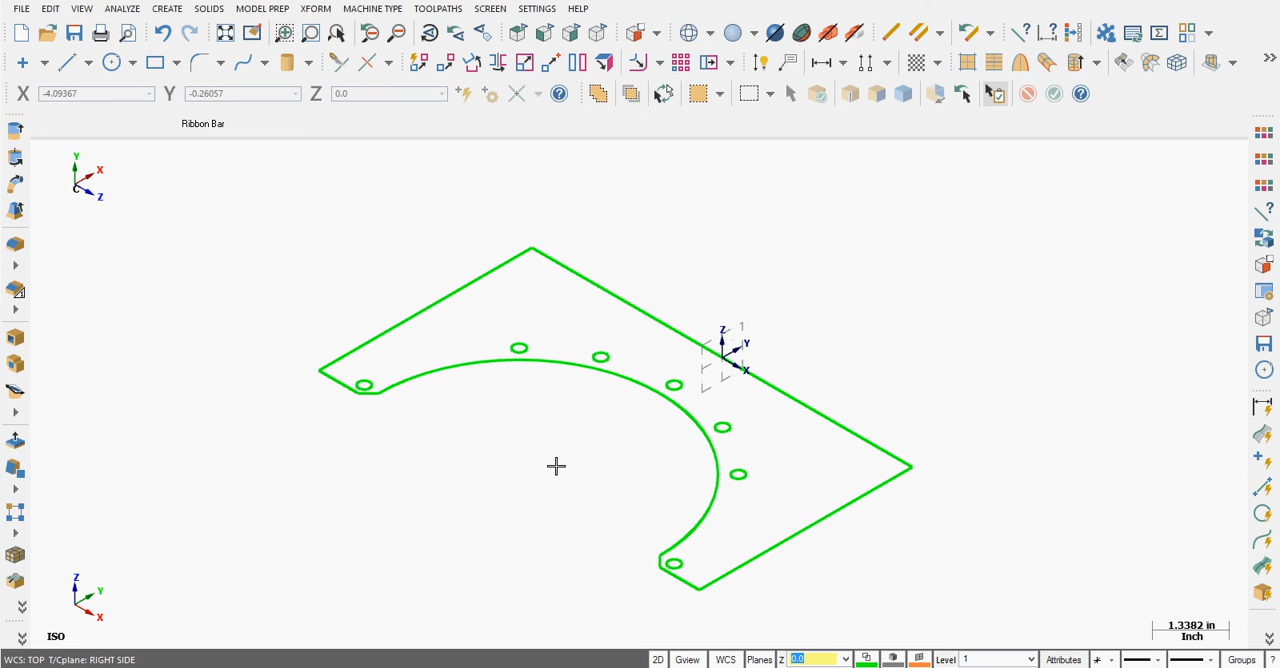 FILE EDIT VIEW ANALYZE CREATE SOLIDS MODEL PREP XFORM MACHINE TYPE TOOLPATHS SCREEN SETTINGS HELP
X -4.09367 Y -0.26057 Z 0.0
Ribbon Bar
Y
X
Z
C
1
Z
Y
X
Z
Y
X
ISO
1.3382 in
Inch
WCS: TOP T/Cplane: RIGHT SIDE 2D Gview WCS Planes Z 0.0 Level 1 Attributes Groups ?